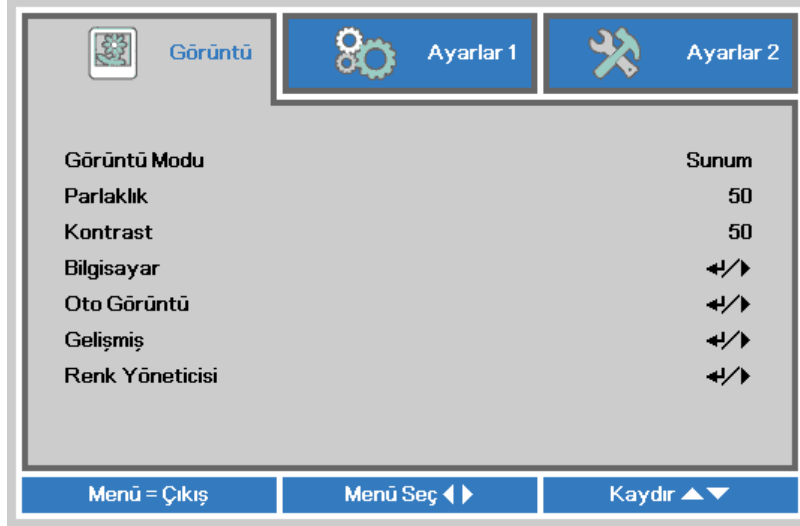 Görüntü
Ayarlar 1
Ayarlar 2
Görüntü Modu Sunum
Parlaklık 50
Kontrast 50
Bilgisayar ↵/▶
Oto Görüntü ↵/▶
Gelişmiş ↵/▶
Renk Yöneticisi ↵/▶
Menü = Çıkış
Menü Seç ◀▶
Kaydır ▲▼